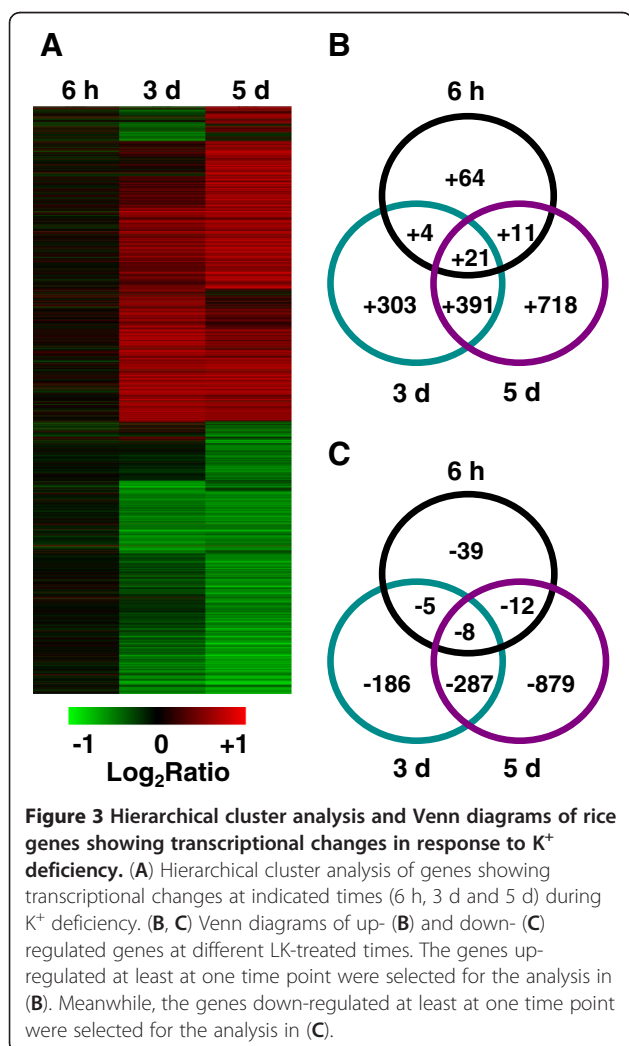 A
6 h 3 d 5 d
-1 0 +1
Log₂Ratio
B
6 h
+64
+4 +11
+21
+303 +391 +718
3 d 5 d
C
6 h
-39
-5 -12
-8
-186 -287 -879
3 d 5 d
Figure 3 Hierarchical cluster analysis and Venn diagrams of rice
genes showing transcriptional changes in response to K⁺
deficiency. (A) Hierarchical cluster analysis of genes showing
transcriptional changes at indicated times (6 h, 3 d and 5 d) during
K⁺ deficiency. (B, C) Venn diagrams of up- (B) and down- (C)
regulated genes at different LK-treated times. The genes up-
regulated at least at one time point were selected for the analysis in
(B). Meanwhile, the genes down-regulated at least at one time point
were selected for the analysis in (C).